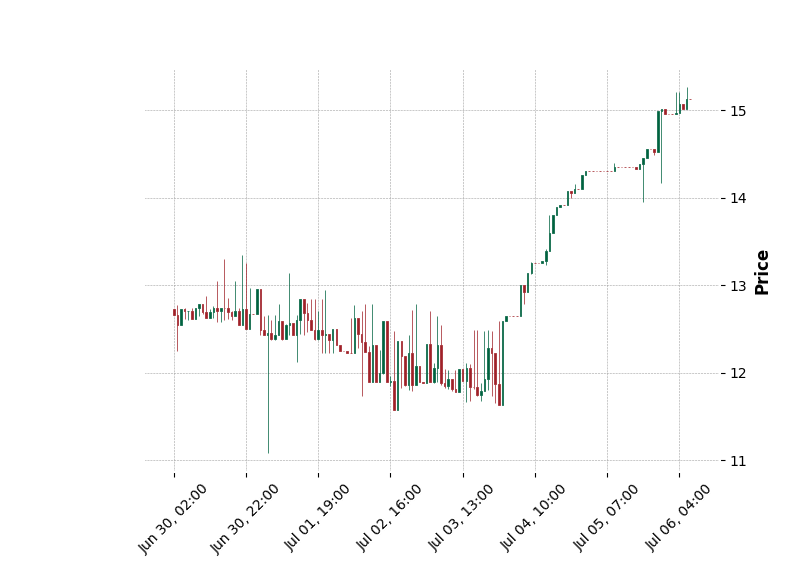 15
14
13
12
11
Price
Jun 30, 02:00
Jun 30, 22:00
Jul 01, 19:00
Jul 02, 16:00
Jul 03, 13:00
Jul 04, 10:00
Jul 05, 07:00
Jul 06, 04:00